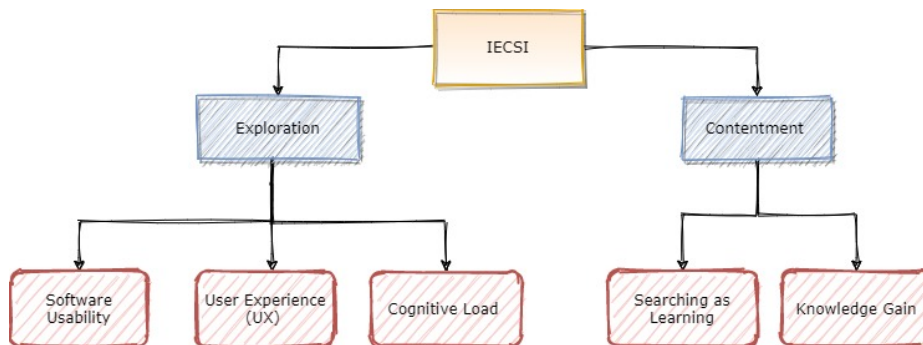 IECSI
Exploration
Contentment
Software
Usability
User Experience
(UX)
Cognitive Load
Searching as
Learning
Knowledge Gain